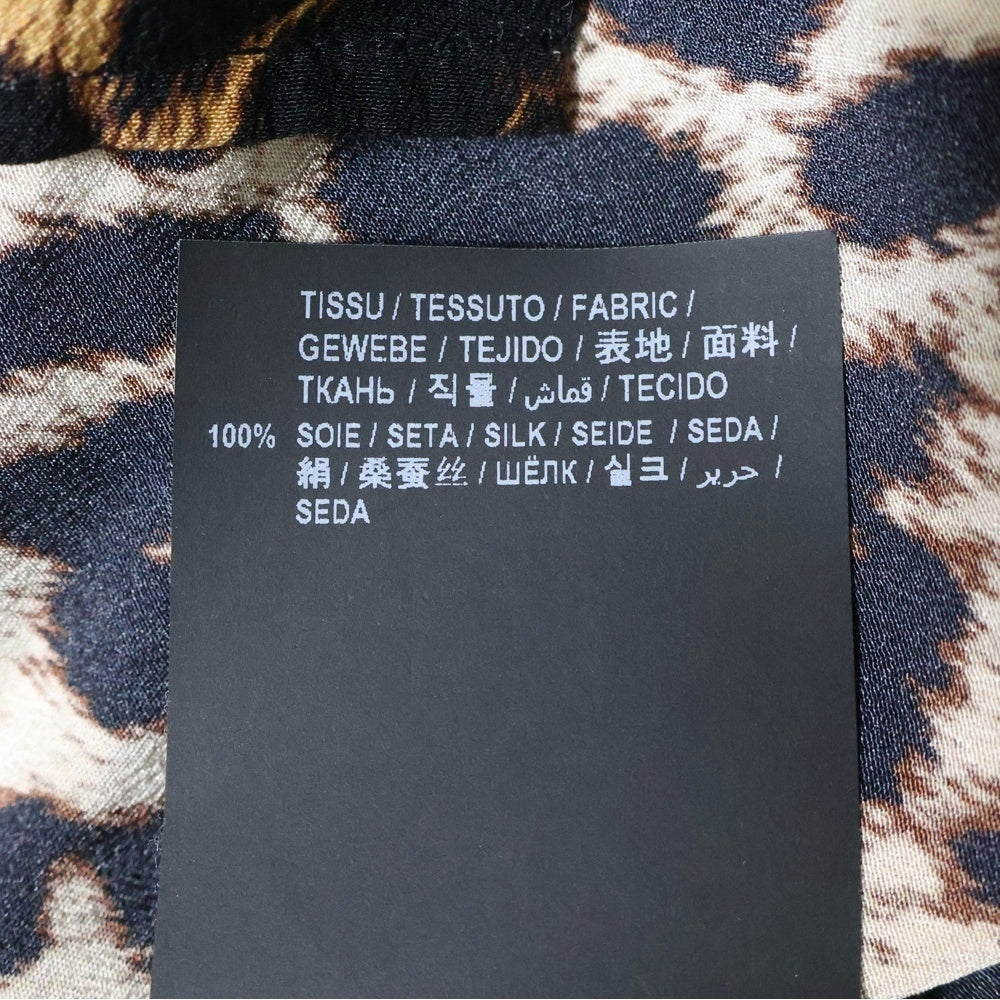 TISSU / TESSUTO / FABRIC /
GEWEBE / TEJIDO / 表地 / 面料 /
ТКАНЬ / 직물 / قماش / TECIDO
100% SOIE / SETA / SILK / SEIDE / SEDA /
絹 / 桑蚕丝 / ШЁЛК / 실크 / حرير /
SEDA